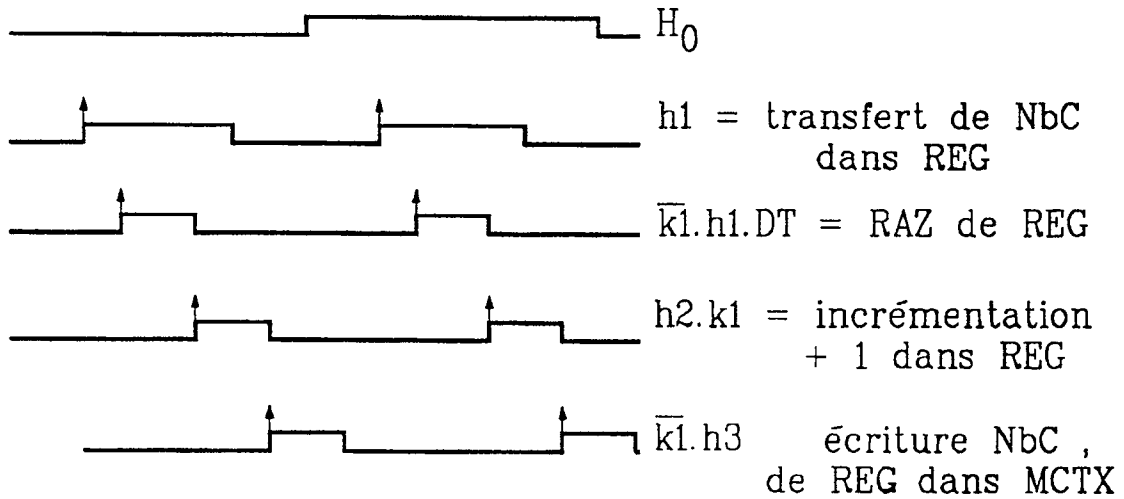 H₀
h1 = transfert de NbC
dans REG
k̅1.h1.DT = RAZ de REG
h2.k1 = incrémentation
+ 1 dans REG
k̅1.h3 écriture NbC ,
de REG dans MCTX